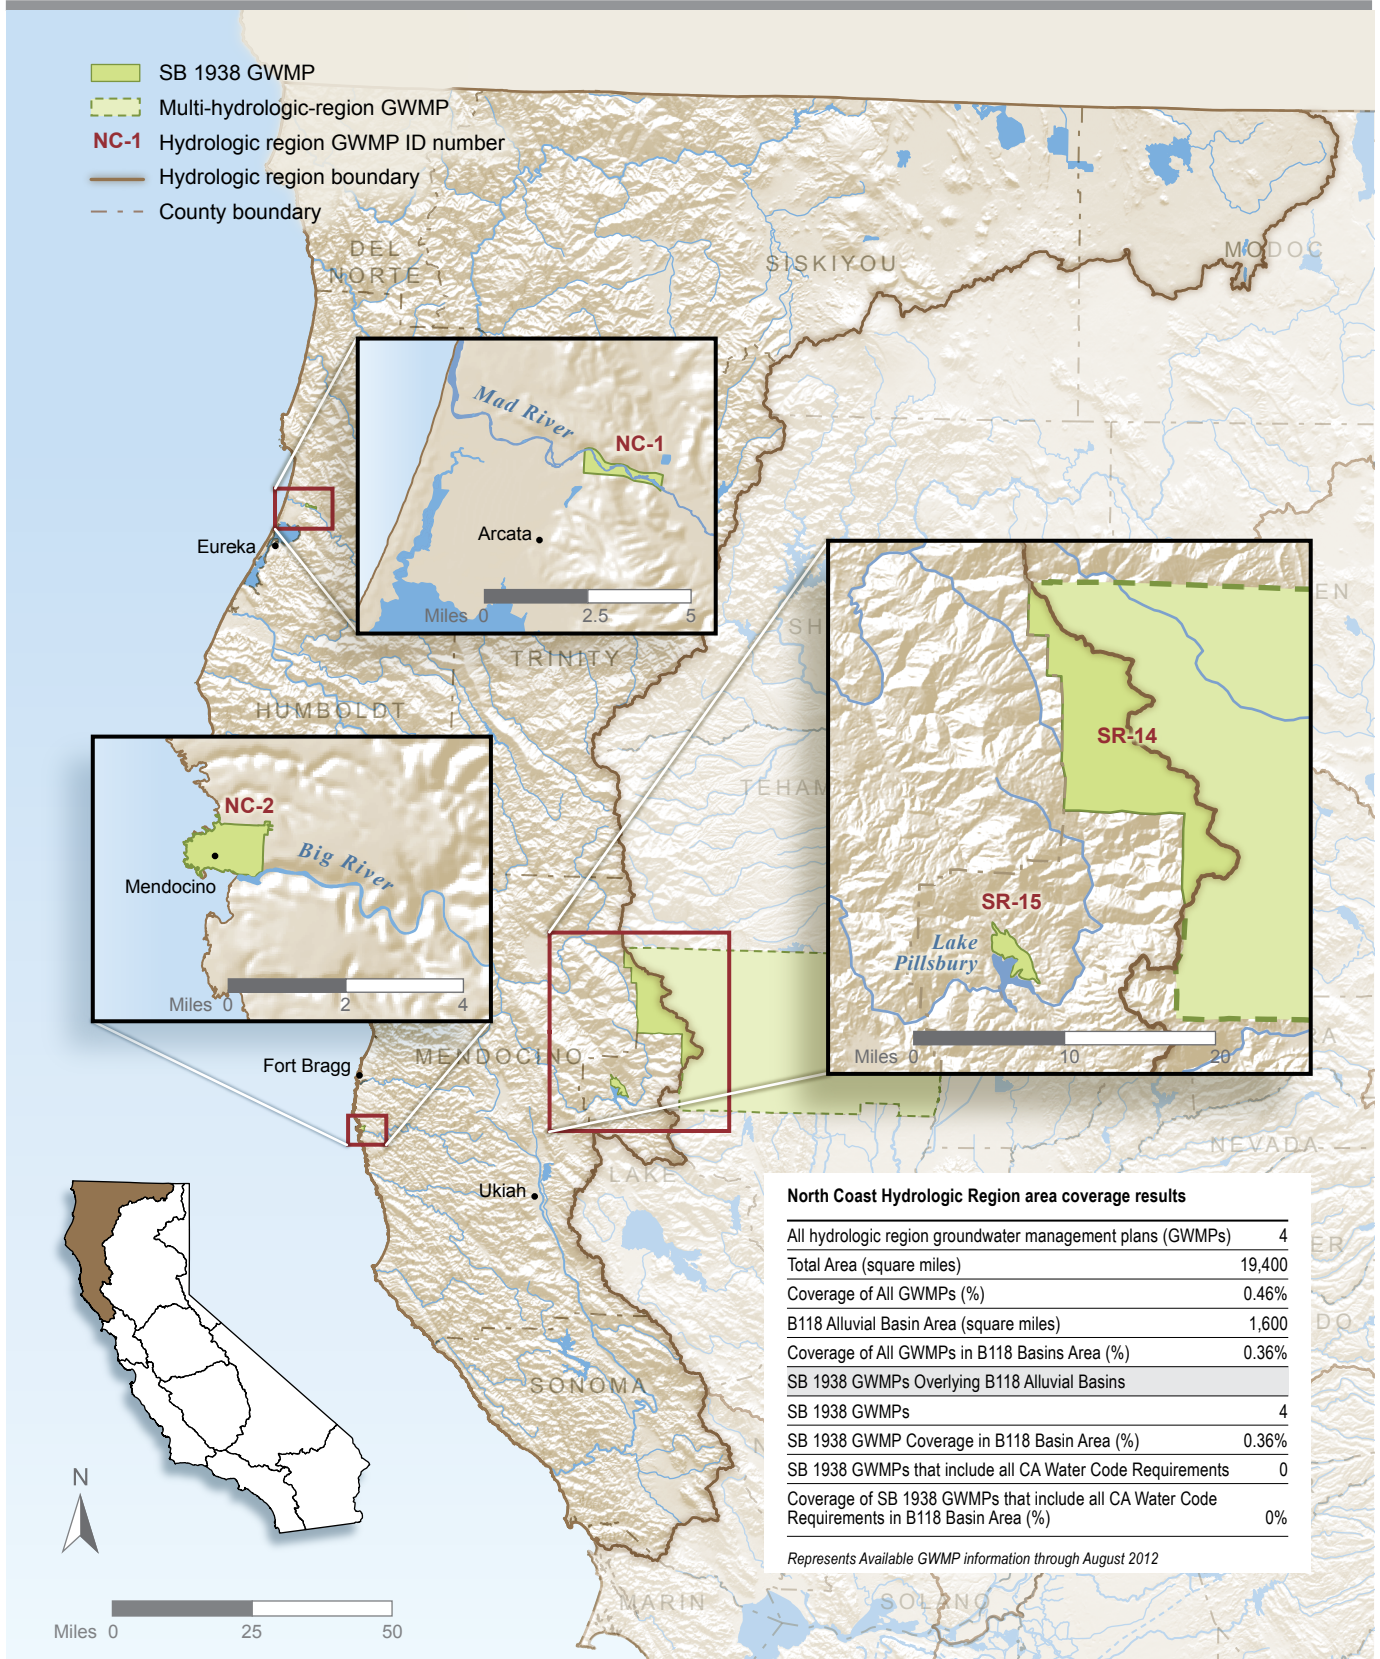 SB 1938 GWMP
Multi-hydrologic-region GWMP
NC-1 Hydrologic region GWMP ID number
Hydrologic region boundary
County boundary
DEL
NORTE
SISKIYOU
MODOC
Mad River
NC-1
Arcata
Miles 0 2.5 5
Eureka
TRINITY
HUMBOLDT
SH
EN
TEHAM
SR-14
SR-15
Lake
Pillsbury
Miles 0 10 20
RA
NC-2
Mendocino
Big River
Miles 0 2 4
Fort Bragg
MENDOCINO
NEVADA
LAKE
Ukiah
ER
DO
SONOMA
N
MARIN
SOLANO
North Coast Hydrologic Region area coverage results
All hydrologic region groundwater management plans (GWMPs) 4
Total Area (square miles) 19,400
Coverage of All GWMPs (%) 0.46%
B118 Alluvial Basin Area (square miles) 1,600
Coverage of All GWMPs in B118 Basins Area (%) 0.36%
SB 1938 GWMPs Overlying B118 Alluvial Basins
SB 1938 GWMPs 4
SB 1938 GWMP Coverage in B118 Basin Area (%) 0.36%
SB 1938 GWMPs that include all CA Water Code Requirements 0
Coverage of SB 1938 GWMPs that include all CA Water Code
Requirements in B118 Basin Area (%) 0%
Represents Available GWMP information through August 2012
N
Miles 0 25 50